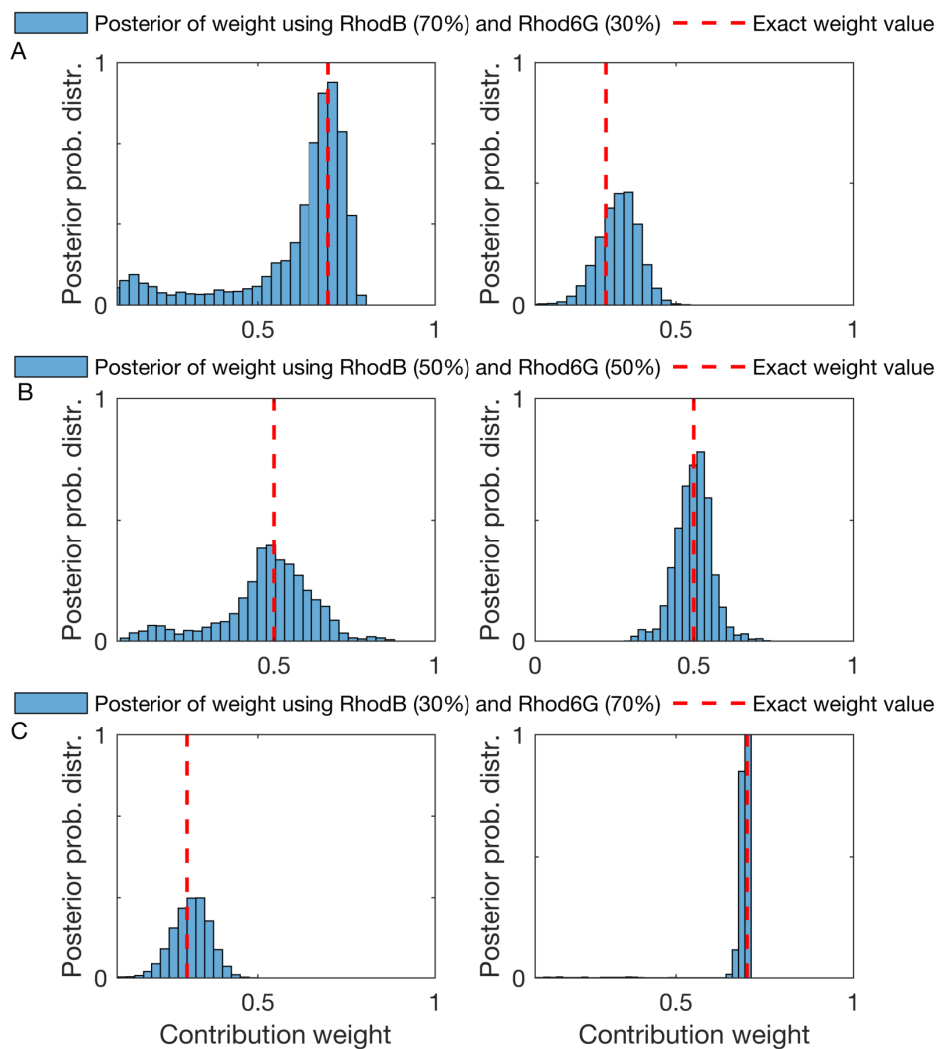 Posterior of weight using RhodB (70%) and Rhod6G (30%) Exact weight value
A
Posterior prob. distr.
1
0
0.5
1
Posterior prob. distr.
1
0
0.5
1
Posterior of weight using RhodB (50%) and Rhod6G (50%) Exact weight value
B
Posterior prob. distr.
1
0
0.5
1
Posterior prob. distr.
1
0
0
0.5
1
Posterior of weight using RhodB (30%) and Rhod6G (70%) Exact weight value
C
Posterior prob. distr.
1
0
0.5
1
Contribution weight
Posterior prob. distr.
1
0
0.5
1
Contribution weight